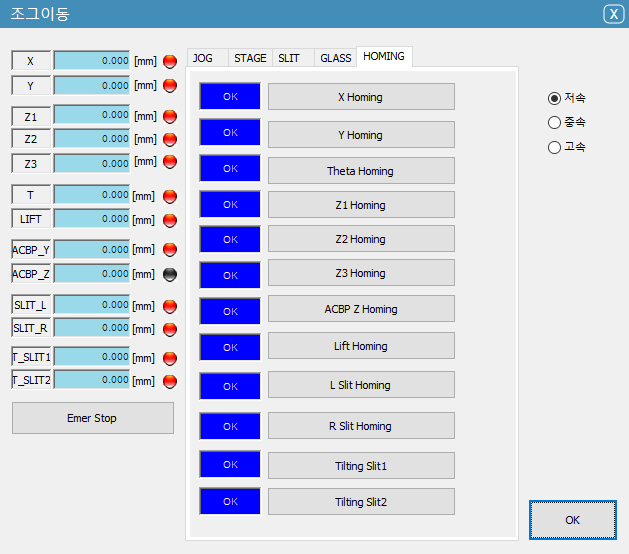 조그이동
X
X 0.000 [mm]
Y 0.000 [mm]
Z1 0.000 [mm]
Z2 0.000 [mm]
Z3 0.000 [mm]
T 0.000 [mm]
LIFT 0.000 [mm]
ACBP_Y 0.000 [mm]
ACBP_Z 0.000 [mm]
SLIT_L 0.000 [mm]
SLIT_R 0.000 [mm]
T_SLIT1 0.000 [mm]
T_SLIT2 0.000 [mm]
Emer Stop
JOG STAGE SLIT GLASS HOMING
OK X Homing
OK Y Homing
OK Theta Homing
OK Z1 Homing
OK Z2 Homing
OK Z3 Homing
OK ACBP Z Homing
OK Lift Homing
OK L Slit Homing
OK R Slit Homing
OK Tilting Slit1
OK Tilting Slit2
저속
중속
고속
OK